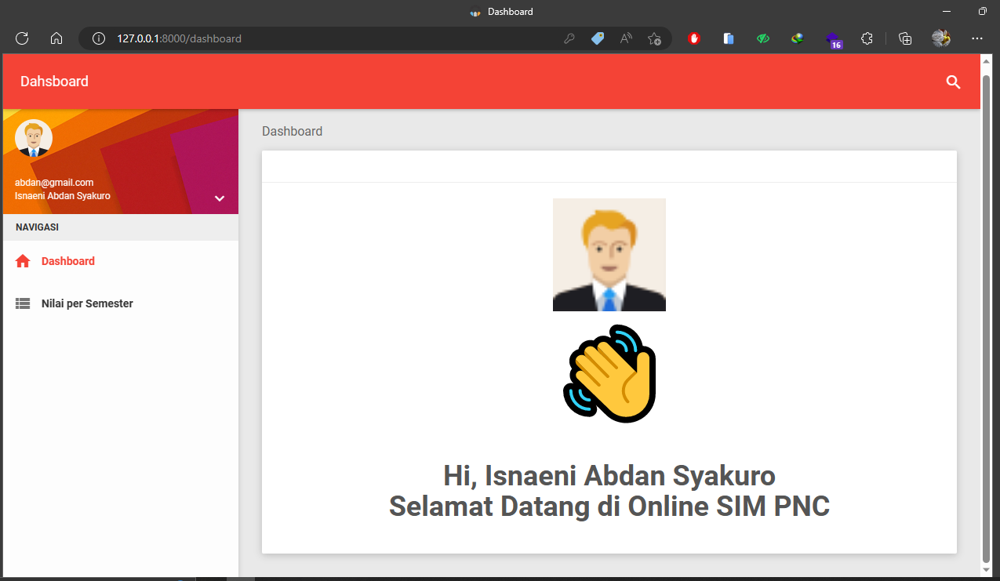 Dashboard
127.0.0.1:8000/dashboard
16
Dahsboard
abdan@gmail.com
Isnaeni Abdan Syakuro
NAVIGASI
Dashboard
Nilai per Semester
Dashboard
Hi, Isnaeni Abdan Syakuro
Selamat Datang di Online SIM PNC